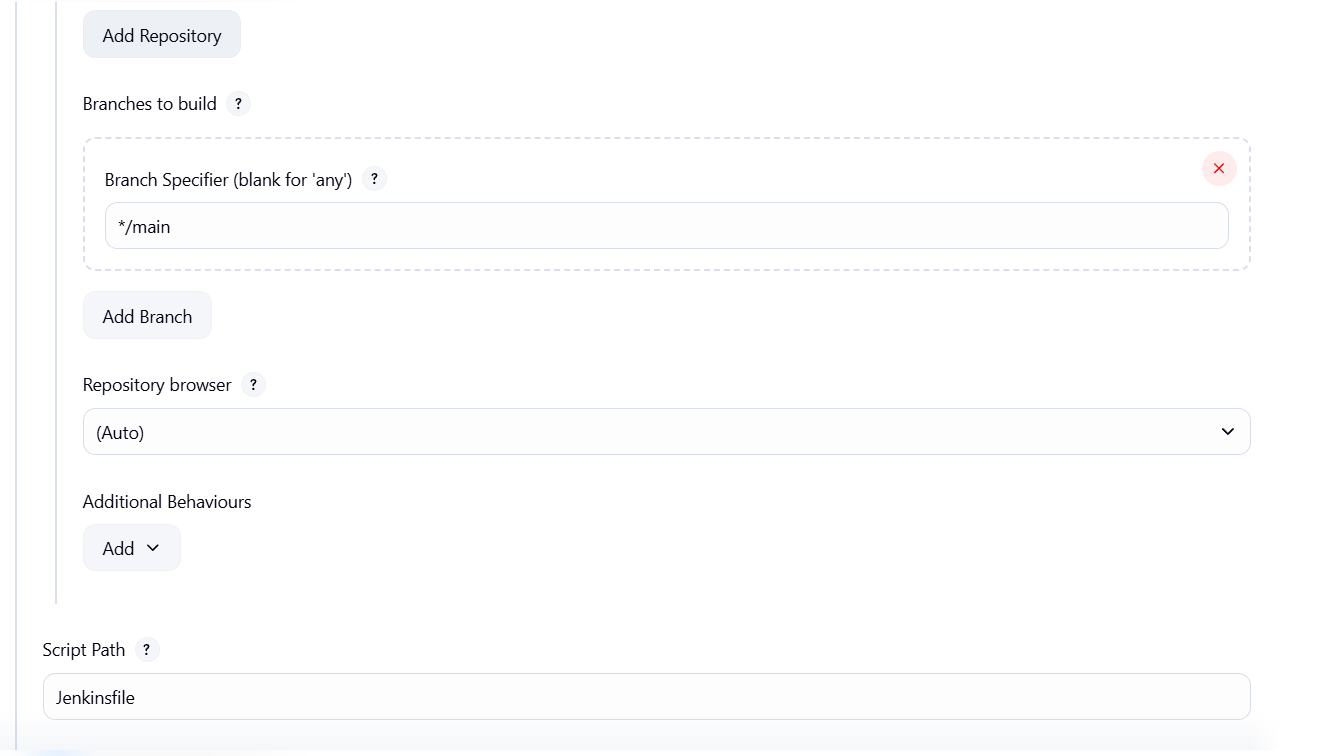 Add Repository
Branches to build ?
Branch Specifier (blank for 'any') ?
*/main
Add Branch
Repository browser ?
(Auto)
Additional Behaviours
Add
Script Path ?
Jenkinsfile